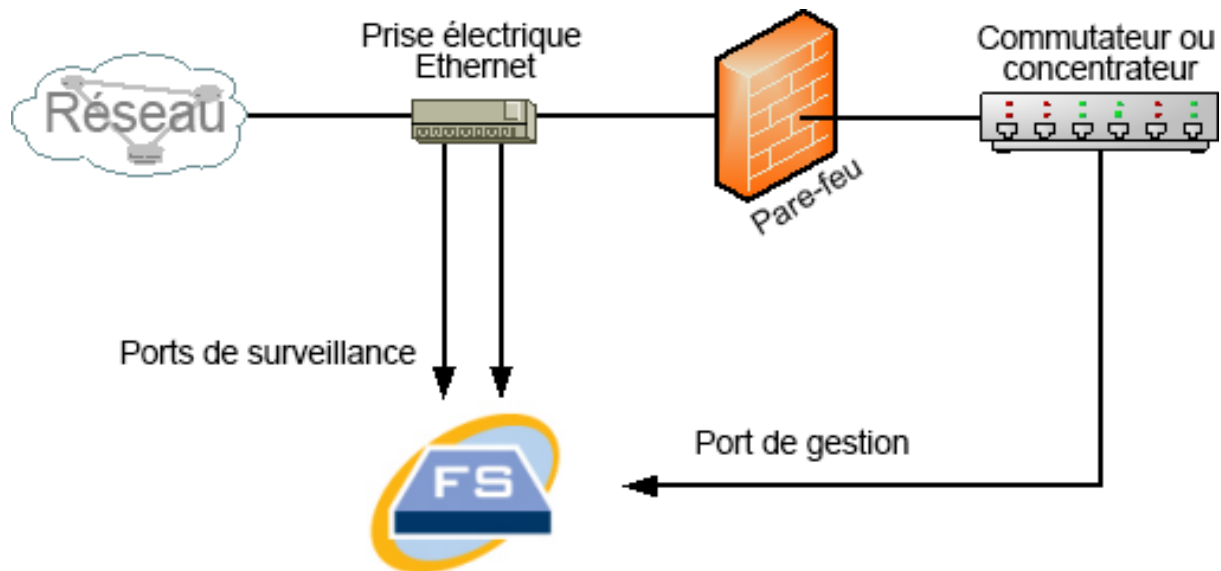 Prise électrique
Ethernet
Commutateur ou
concentrateur
Réseau
Pare-feu
Ports de surveillance
Port de gestion
FS